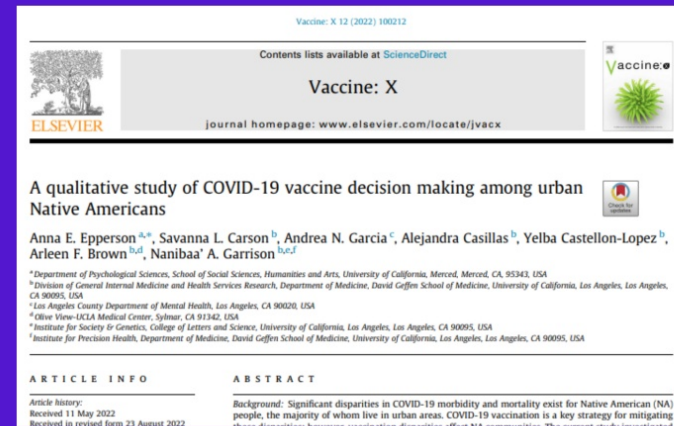 Vaccine: X 12 (2022) 100212
Contents lists available at ScienceDirect
Vaccine: X
journal homepage: www.elsevier.com/locate/jvacx
ELSEVIER
Vaccine:
A qualitative study of COVID-19 vaccine decision making among urban
Native Americans
Check for
updates
Anna E. Epperson a,*, Savanna L. Carson b, Andrea N. Garcia c, Alejandra Casillas b, Yelba Castellon-Lopez b,
Arleen F. Brown b,d, Nanibaa' A. Garrison b,e,f
a Department of Psychological Sciences, School of Social Sciences, Humanities and Arts, University of California, Merced, Merced, CA, 95343, USA
b Division of General Internal Medicine and Health Services Research, Department of Medicine, David Geffen School of Medicine, University of California, Los Angeles, Los Angeles,
CA 90095, USA
c Los Angeles County Department of Mental Health, Los Angeles, CA 90020, USA
d Olive View-UCLA Medical Center, Sylmar, CA 91342, USA
e Institute for Society & Genetics, College of Letters and Science, University of California, Los Angeles, Los Angeles, CA 90095, USA
f Institute for Precision Health, Department of Medicine, David Geffen School of Medicine, University of California, Los Angeles, Los Angeles, CA 90095, USA
ARTICLE INFO
ABSTRACT
Article history:
Received 11 May 2022
Received in revised form 23 August 2022
Background: Significant disparities in COVID-19 morbidity and mortality exist for Native American (NA)
people, the majority of whom live in urban areas. COVID-19 vaccination is a key strategy for mitigating